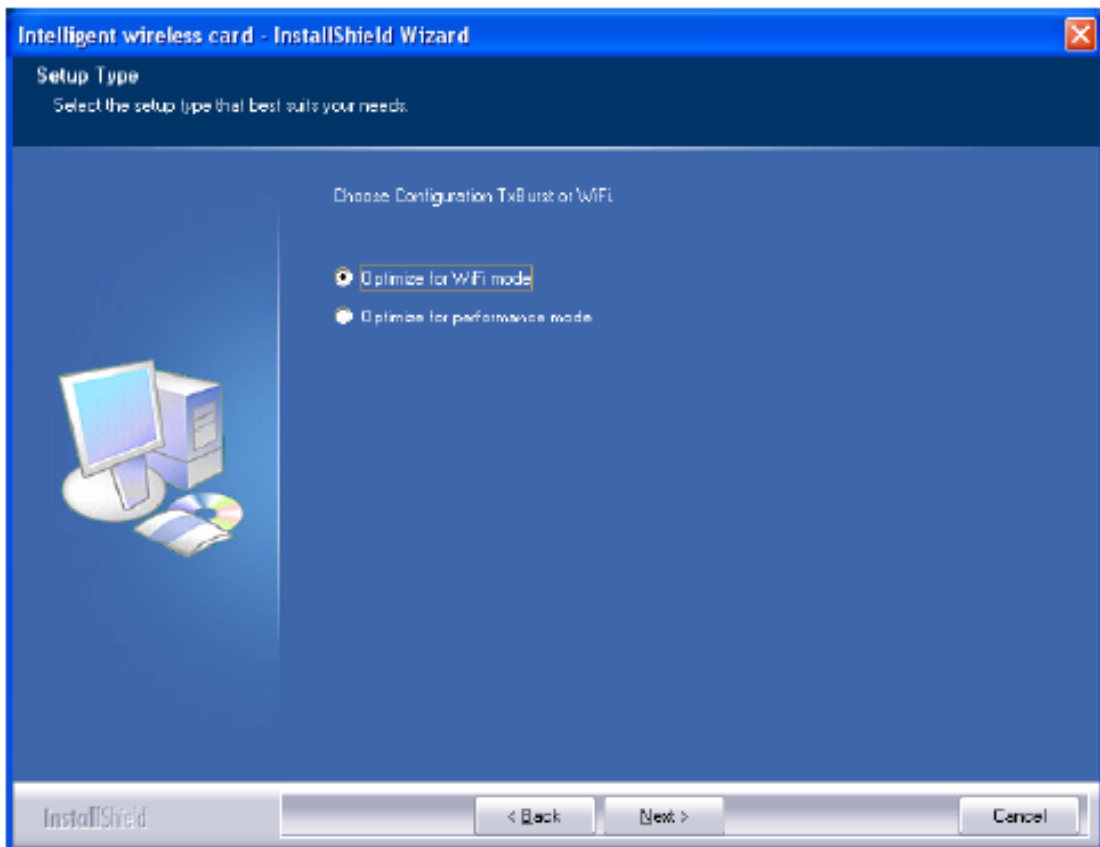 Intelligent wireless card - InstallShield Wizard
Setup Type
Select the setup type that best suits your needs.
Choose Configuration TxBurst or WiFi.
Optimize for WiFi mode
Optimize for performance mode
InstallShield
< Back
Next >
Cancel